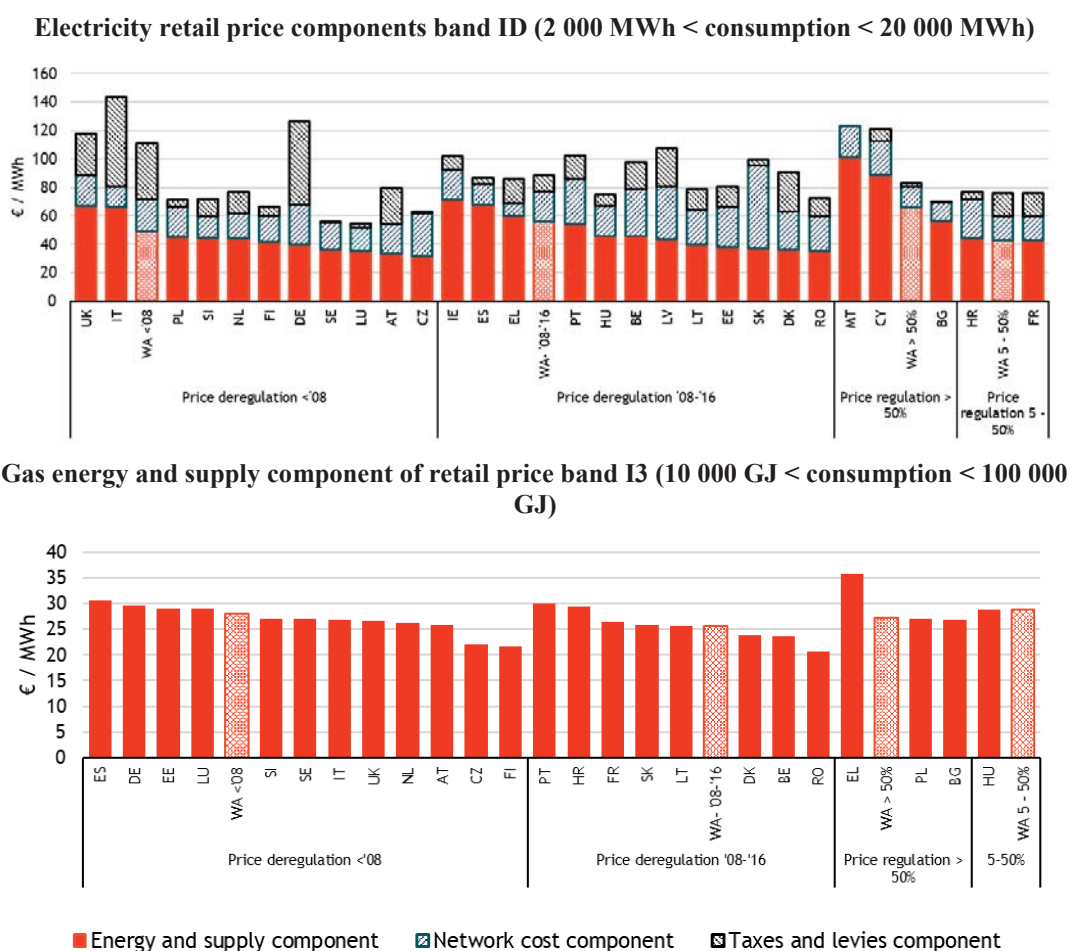 Electricity retail price components band ID (2 000 MWh < consumption < 20 000 MWh)
160
140
120
100
80
60
40
20
0
€ / MWh
UK IT WA <'08 PL SI NL FI DE SE LU AT CZ IE ES EL WA- '08-'16 PT HU BE LV LT EE SK DK RO MT CY WA > 50% BG HR WA 5 - 50% FR
Price deregulation <'08 Price deregulation '08-'16 Price regulation > Price
50% regulation 5 -
50%
Gas energy and supply component of retail price band I3 (10 000 GJ < consumption < 100 000
GJ)
40
35
30
25
20
15
10
5
0
€ / MWh
ES DE EE LU WA <'08 SI SE IT UK NL AT CZ FI PT HR FR SK LT WA- '08-'16 DK BE RO EL WA > 50% PL BG HU WA 5 - 50%
Price deregulation <'08 Price deregulation '08-'16 Price regulation > 5-50%
50%
Energy and supply component Network cost component Taxes and levies component